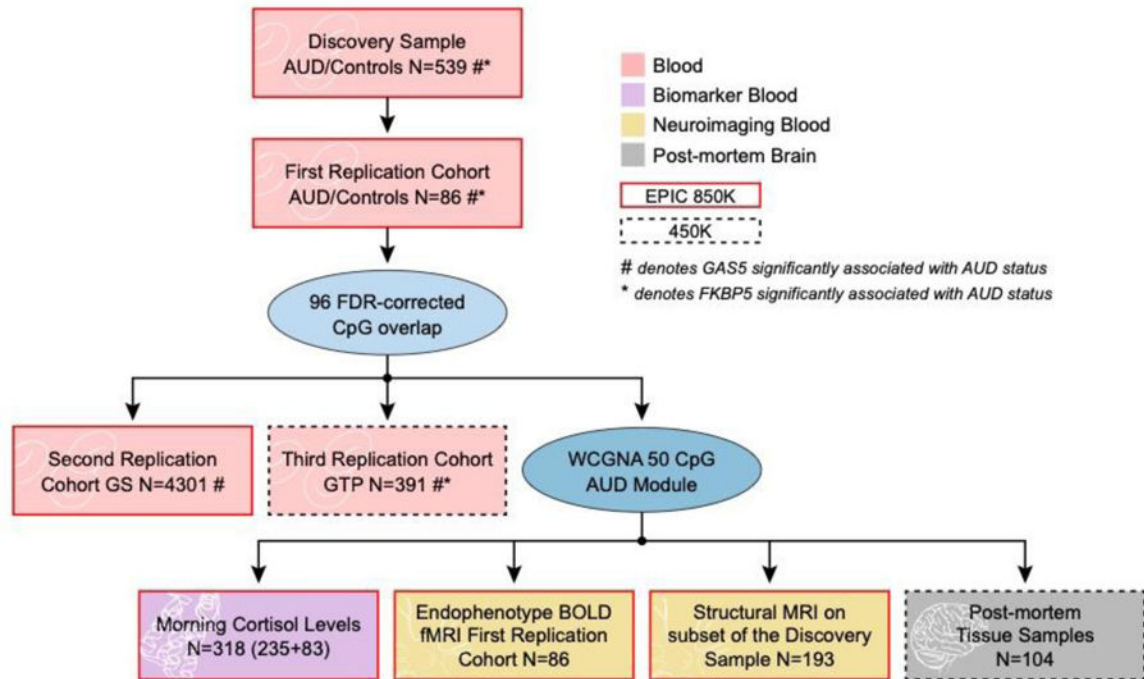 Discovery Sample
AUD/Controls N=539 #*
Blood
Biomarker Blood
Neuroimaging Blood
Post-mortem Brain
EPIC 850K
450K
# denotes GAS5 significantly associated with AUD status
* denotes FKBP5 significantly associated with AUD status
First Replication Cohort
AUD/Controls N=86 #*
96 FDR-corrected
CpG overlap
Second Replication
Cohort GS N=4301 #
Third Replication Cohort
GTP N=391 #*
WCGNA 50 CpG
AUD Module
Morning Cortisol Levels
N=318 (235+83)
Endophenotype BOLD
fMRI First Replication
Cohort N=86
Structural MRI on
subset of the Discovery
Sample N=193
Post-mortem
Tissue Samples
N=104